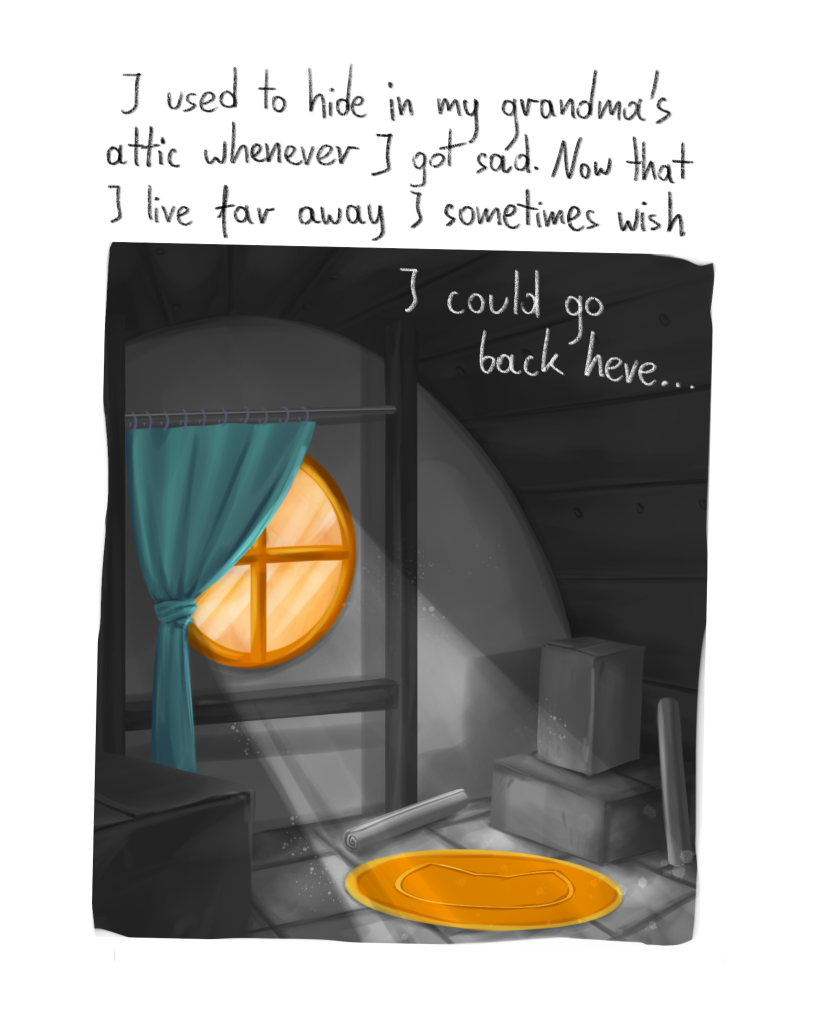 I used to hide in my grandma's
attic whenever I got sad. Now that
I live far away I sometimes wish
I could go
back here...